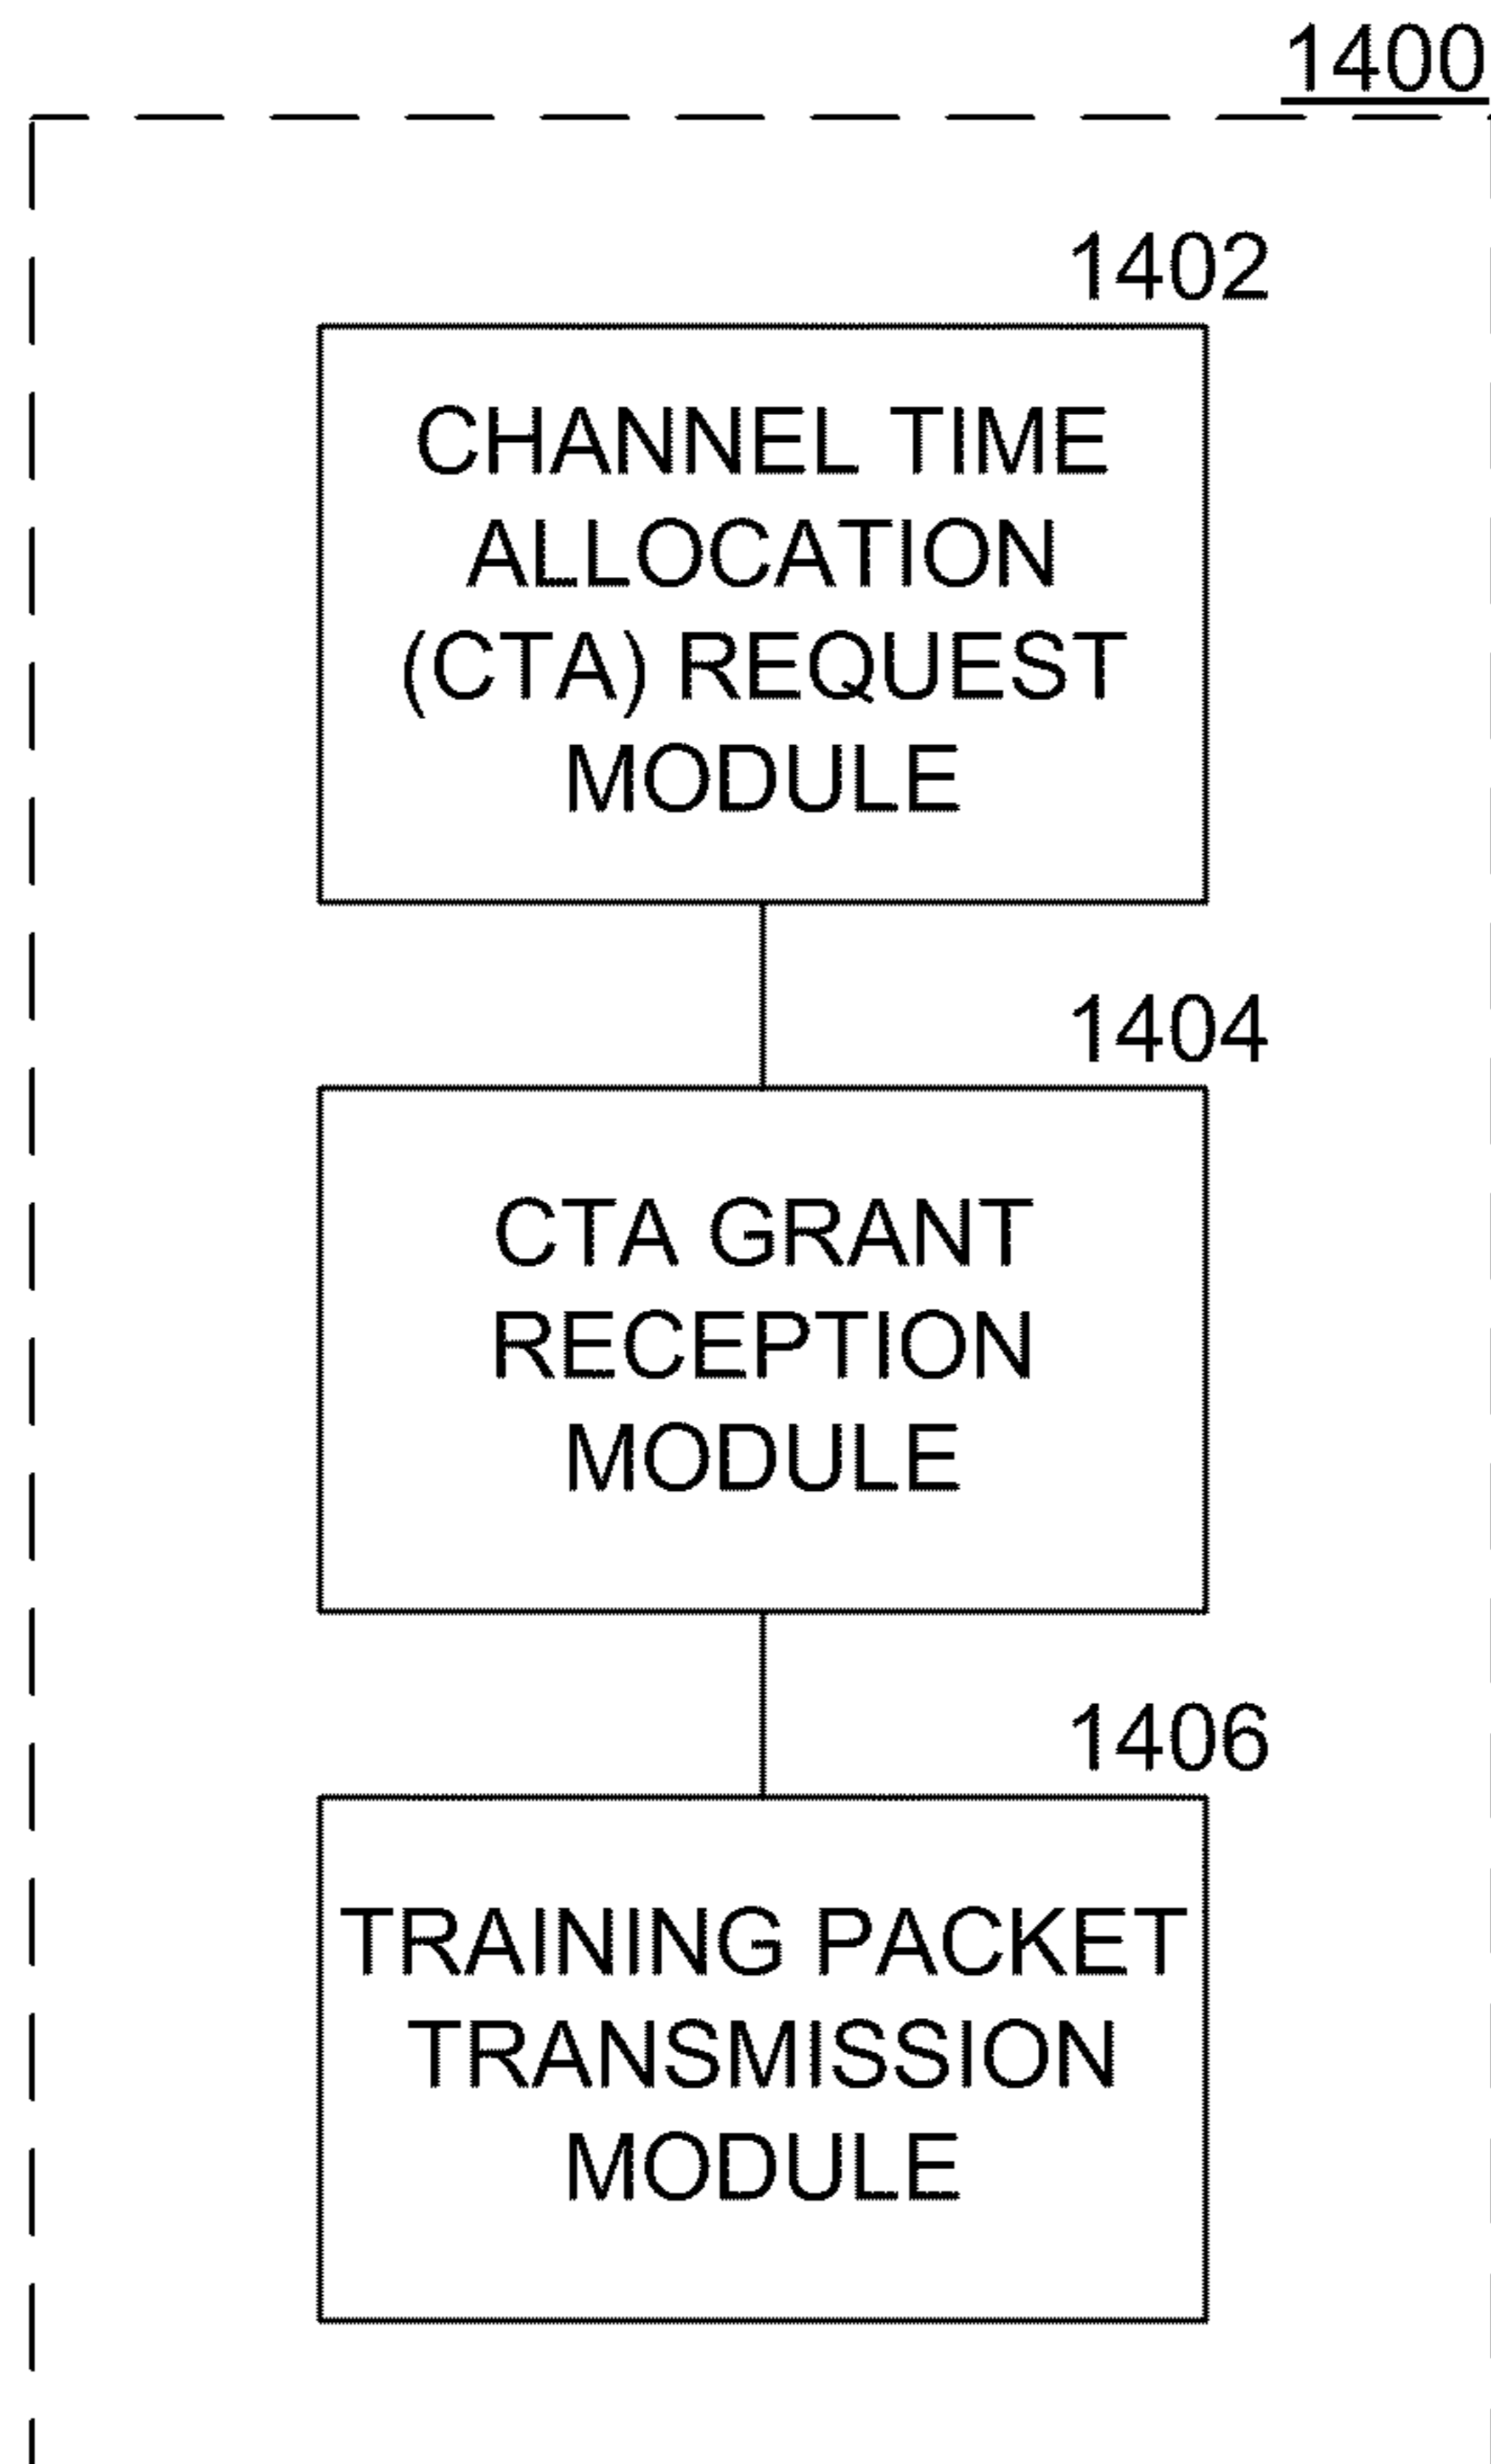 1400
1402
CHANNEL TIME
ALLOCATION
(CTA) REQUEST
MODULE
1404
CTA GRANT
RECEPTION
MODULE
1406
TRAINING PACKET
TRANSMISSION
MODULE